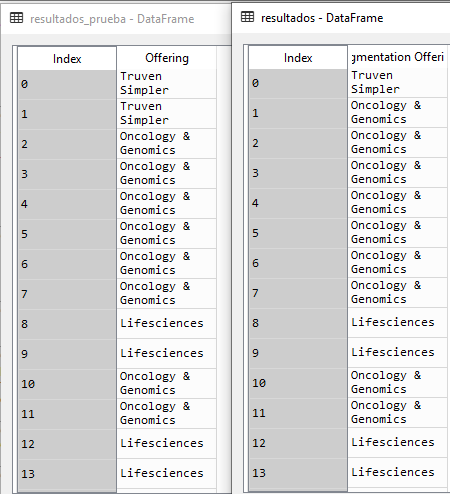 resultados_prueba - DataFrame
Index Offering
0 Truven
Simpler
1 Truven
Simpler
2 Oncology &
Genomics
3 Oncology &
Genomics
4 Oncology &
Genomics
5 Oncology &
Genomics
6 Oncology &
Genomics
7 Oncology &
Genomics
8 Lifesciences
9 Lifesciences
10 Oncology &
Genomics
11 Oncology &
Genomics
12 Lifesciences
13 Lifesciences
resultados - DataFrame
Index gmentation Offeri
0 Truven
Simpler
1 Oncology &
Genomics
2 Oncology &
Genomics
3 Oncology &
Genomics
4 Oncology &
Genomics
5 Oncology &
Genomics
6 Oncology &
Genomics
7 Oncology &
Genomics
8 Lifesciences
9 Lifesciences
10 Oncology &
Genomics
11 Oncology &
Genomics
12 Lifesciences
13 Lifesciences